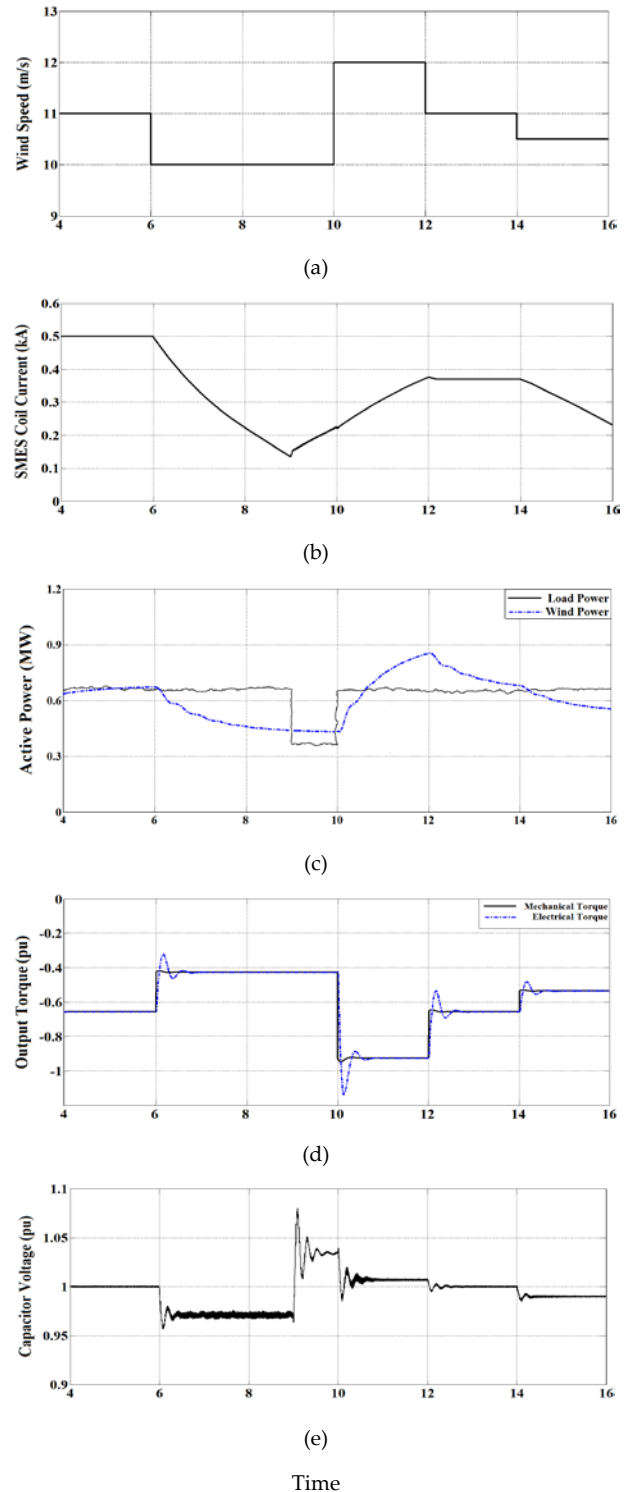 13
12
11
10
9
Wind Speed (m/s)
4 6 8 10 12 14 16
(a)
0.6
0.5
0.4
0.3
0.2
0.1
0
SMES Coil Current (kA)
4 6 8 10 12 14 16
(b)
1.2
0.9
0.6
0.3
0
Active Power (MW)
Load Power
Wind Power
4 6 8 10 12 14 16
(c)
0
-0.2
-0.4
-0.6
-0.8
-1
Output Torque (pu)
Mechanical Torque
Electrical Torque
4 6 8 10 12 14 16
(d)
1.1
1.05
1
0.95
0.9
Capacitor Voltage (pu)
4 6 8 10 12 14 16
(e)
Time